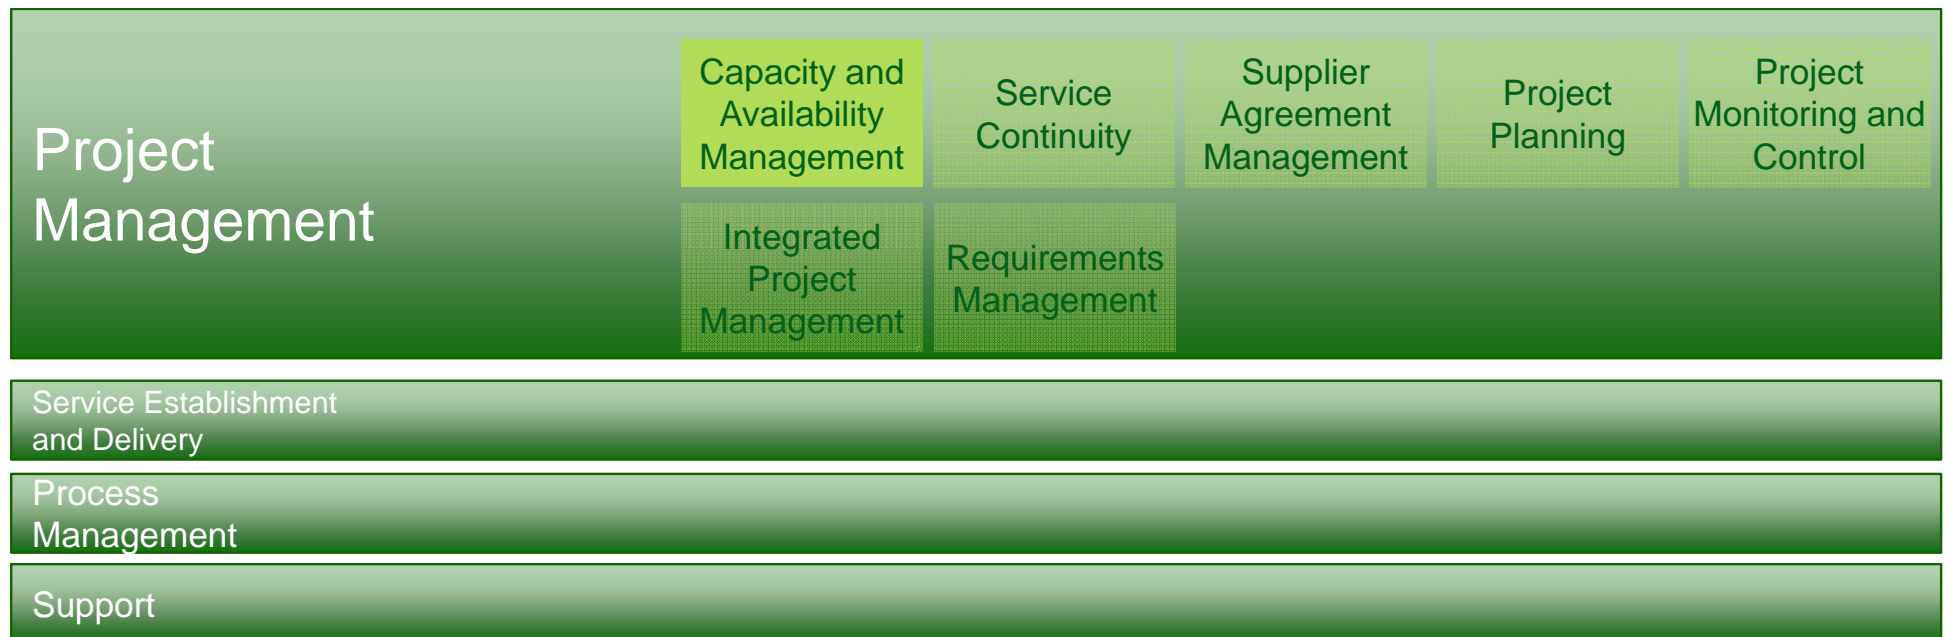 Project
Management
Capacity and
Availability
Management
Service
Continuity
Supplier
Agreement
Management
Project
Planning
Project
Monitoring and
Control
Integrated
Project
Management
Requirements
Management
Service Establishment
and Delivery
Process
Management
Support